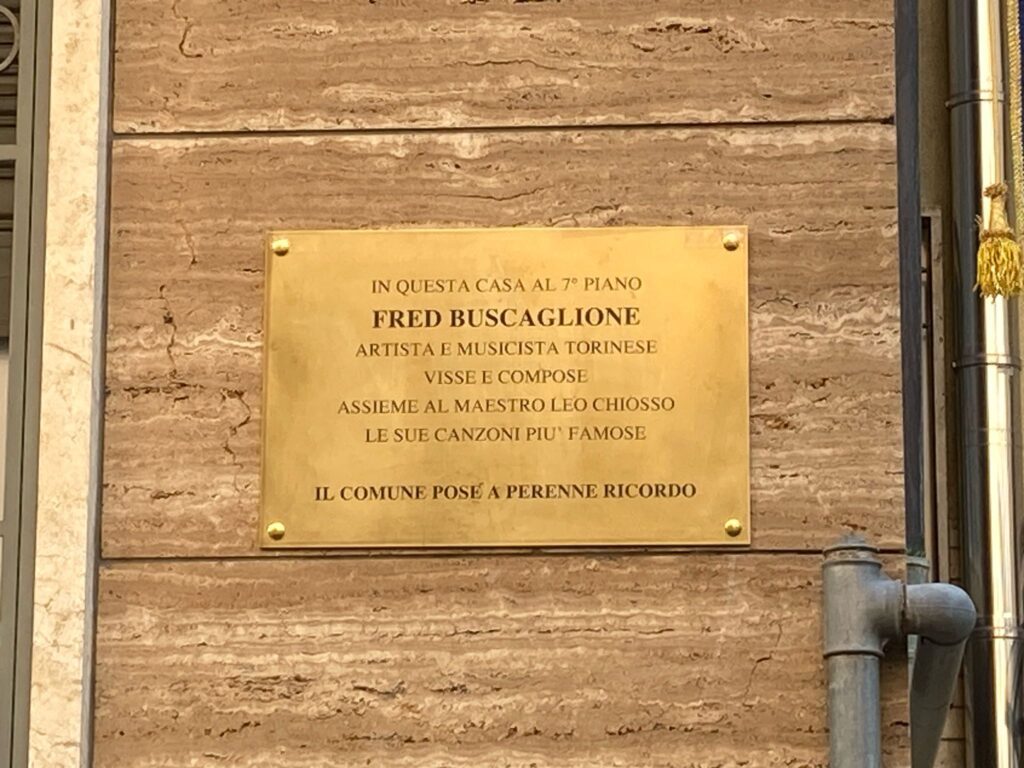 IN QUESTA CASA AL 7° PIANO
FRED BUSCAGLIONE
ARTISTA E MUSICISTA TORINESE
VISSE E COMPOSE
ASSIEME AL MAESTRO LEO CHIOSSO
LE SUE CANZONI PIU' FAMOSE
IL COMUNE POSE A PERENNE RICORDO